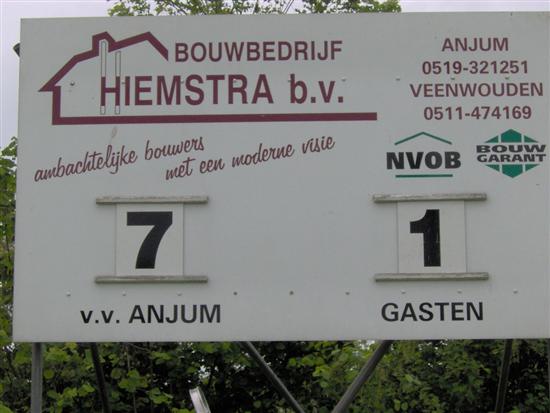 BOUWBEDRIJF
HIEMSTRA b.v.
ambachtelijke bouwers
met een moderne visie
ANJUM
0519-321251
VEENWOUDEN
0511-474169
NVOB
BOUW
GARANT
7
1
v.v. ANJUM
GASTEN